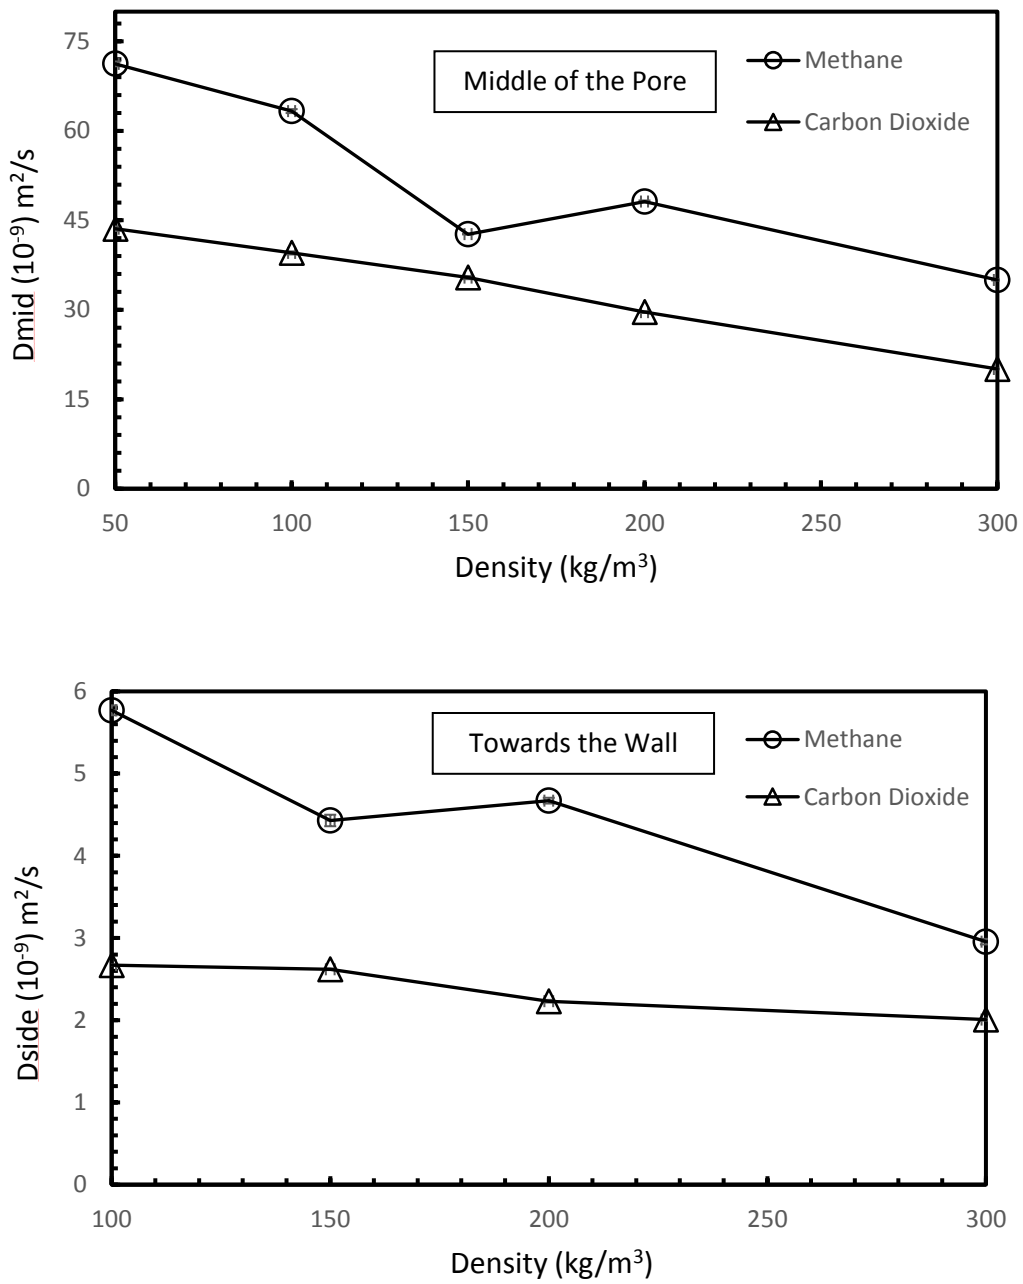 75
60
45
30
15
0
Dmid (10⁻⁹) m²/s
Middle of the Pore
Methane
Carbon Dioxide
50 100 150 200 250 300
Density (kg/m³)
6
5
4
3
2
1
0
Dside (10⁻⁹) m²/s
Towards the Wall
Methane
Carbon Dioxide
100 150 200 250 300
Density (kg/m³)